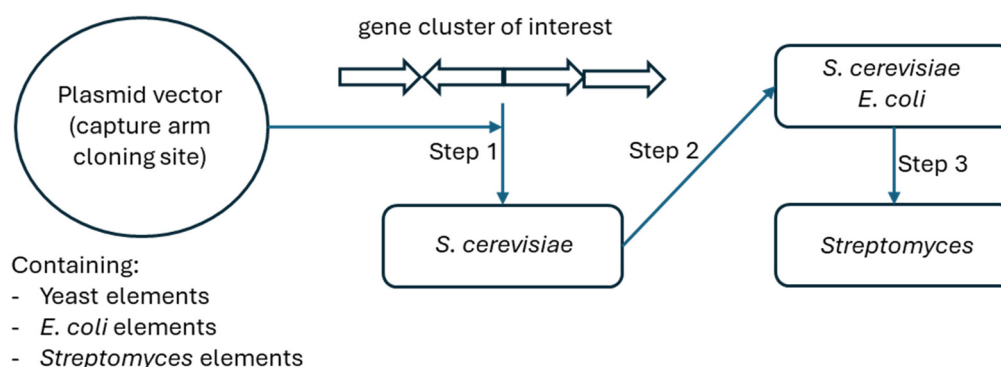 gene cluster of interest
Plasmid vector
(capture arm
cloning site)
Step 1
S. cerevisiae
Step 2
S. cerevisiae
E. coli
Step 3
Streptomyces
Containing:
- Yeast elements
- E. coli elements
- Streptomyces elements